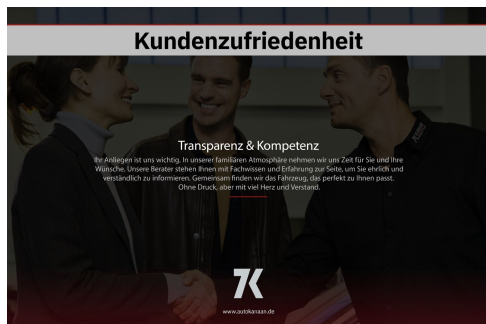 Kundenzufriedenheit
Transparenz & Kompetenz
Ihr Anliegen ist uns wichtig. In unserer familiären Atmosphäre nehmen wir uns Zeit für Sie und Ihre
Wünsche. Unsere Berater stehen Ihnen mit Fachwissen und Erfahrung zur Seite, um Sie ehrlich und
verständlich zu informieren. Gemeinsam finden wir das Fahrzeug, das perfekt zu Ihnen passt.
Ohne Druck, aber mit viel Herz und Verstand.
7K
www.autokanaan.de